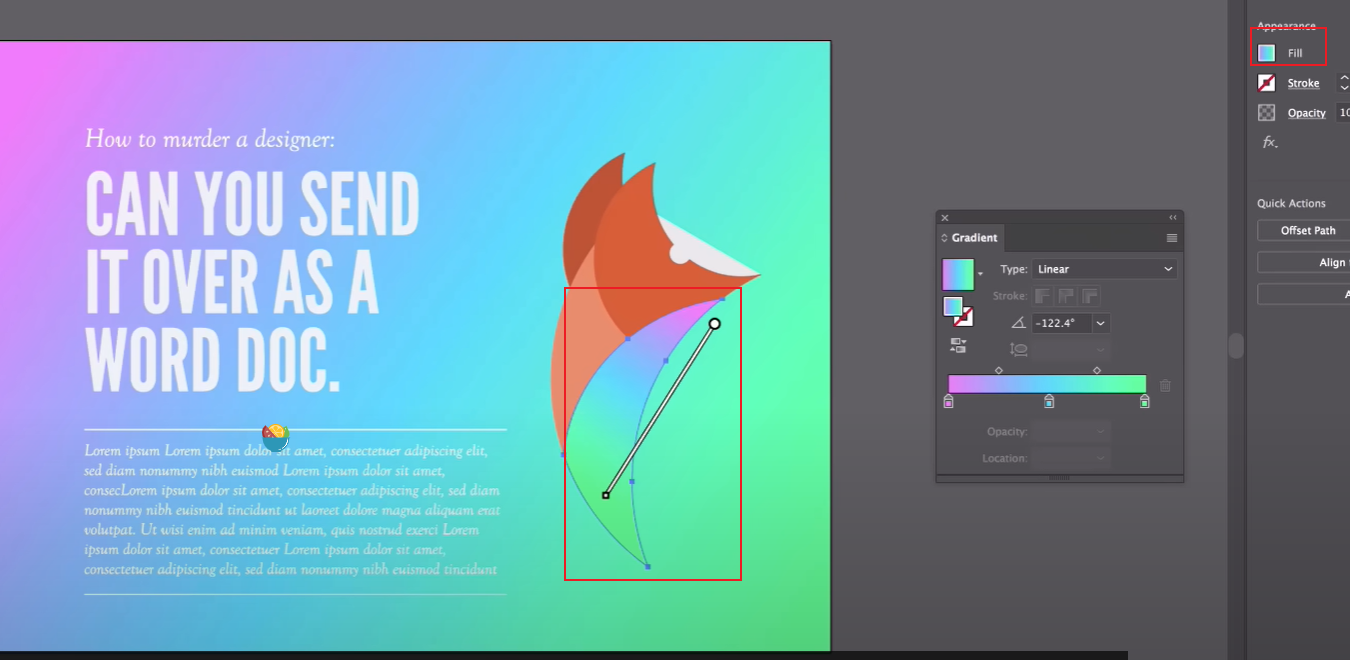 How to murder a designer:
CAN YOU SEND
IT OVER AS A
WORD DOC.
Lorem ipsum Lorem ipsum dolor sit amet, consectetuer adipiscing elit,
sed diam nonummy nibh euismod Lorem ipsum dolor sit amet,
consecLorem ipsum dolor sit amet, consectetuer adipiscing elit, sed diam
nonummy nibh euismod tincidunt ut laoreet dolore magna aliquam erat
volutpat. Ut wisi enim ad minim veniam, quis nostrud exerci Lorem
ipsum dolor sit amet, consectetuer Lorem ipsum dolor sit amet,
consectetuer adipiscing elit, sed diam nonummy nibh euismod tincidunt
Gradient
Type: Linear
Stroke:
-122.4°
Opacity:
Location:
Appearance
Fill
Stroke
Opacity 10
fx.
Quick Actions
Offset Path
Align